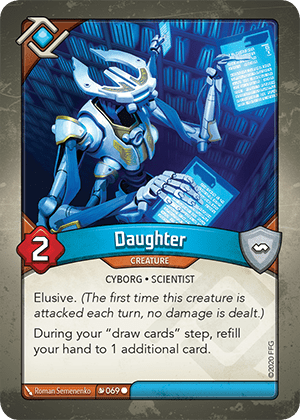 Daughter
CREATURE
2
CYBORG • SCIENTIST
Elusive. (The first time this creature is
attacked each turn, no damage is dealt.)
During your “draw cards” step, refill
your hand to 1 additional card.
Roman Semenenko
069
©2020 FFG